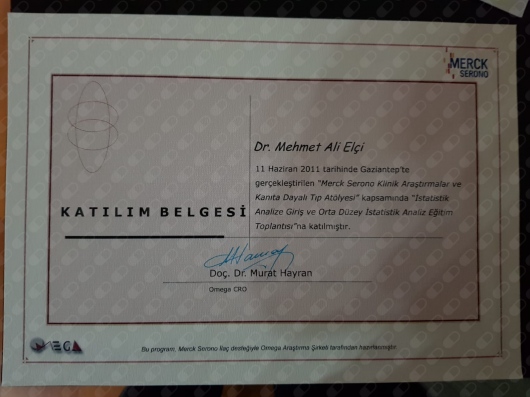 MERCK
SERONO
Dr. Mehmet Ali Elçi
11 Haziran 2011 tarihinde Gaziantep'te
gerçekleştirilen "Merck Serono Klinik Araştırmalar ve
Kanıta Dayalı Tıp Atölyesi" kapsamında "İstatistik
Analize Giriş ve Orta Düzey İstatistik Analiz Eğitim
Toplantısı"na katılmıştır.
KATILIM BELGESİ
Doç. Dr. Murat Hayran
Omega CRO
OMEGA
Bu program, Merck Serono İlaç desteğiyle Omega Araştırma Şirketi tarafından hazırlanmıştır.